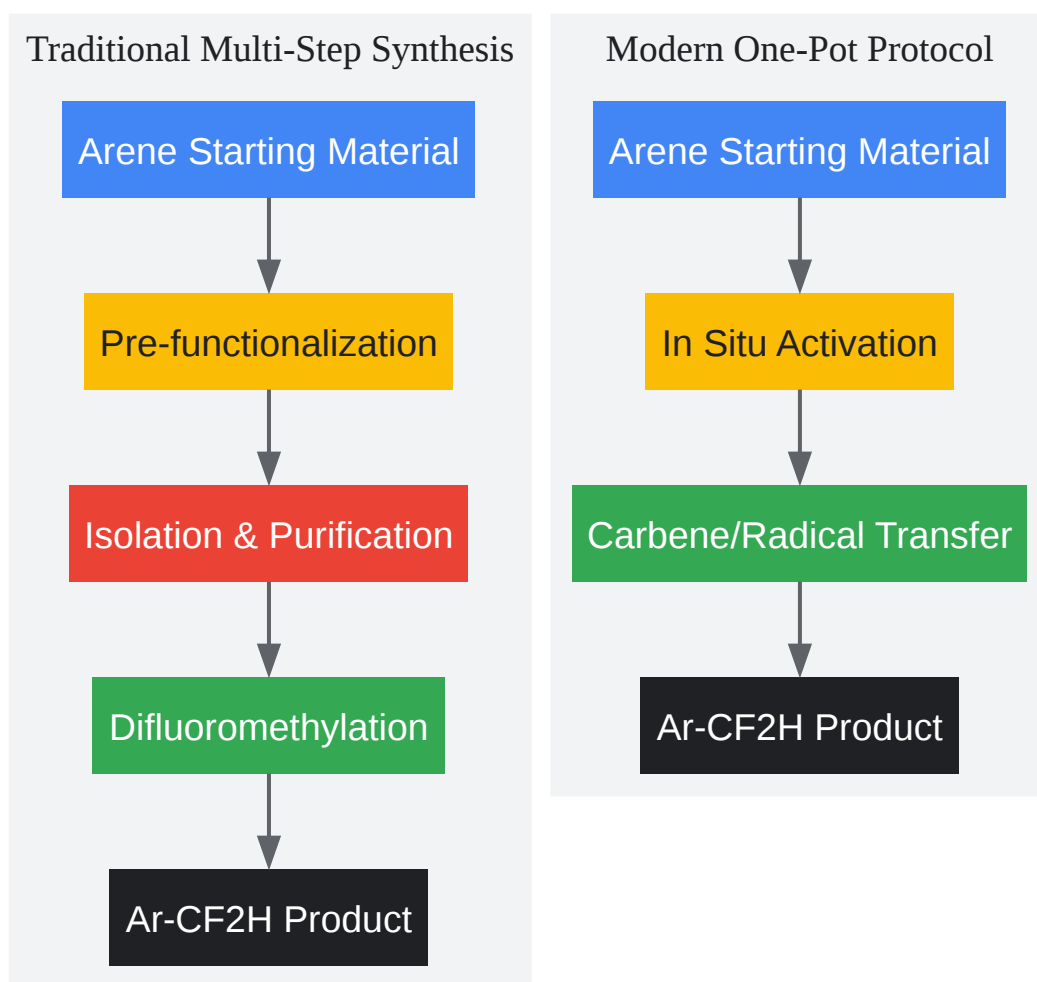 Traditional Multi-Step Synthesis
Arene Starting Material
Pre-functionalization
Isolation & Purification
Difluoromethylation
Ar-CF2H Product
Modern One-Pot Protocol
Arene Starting Material
In Situ Activation
Carbene/Radical Transfer
Ar-CF2H Product